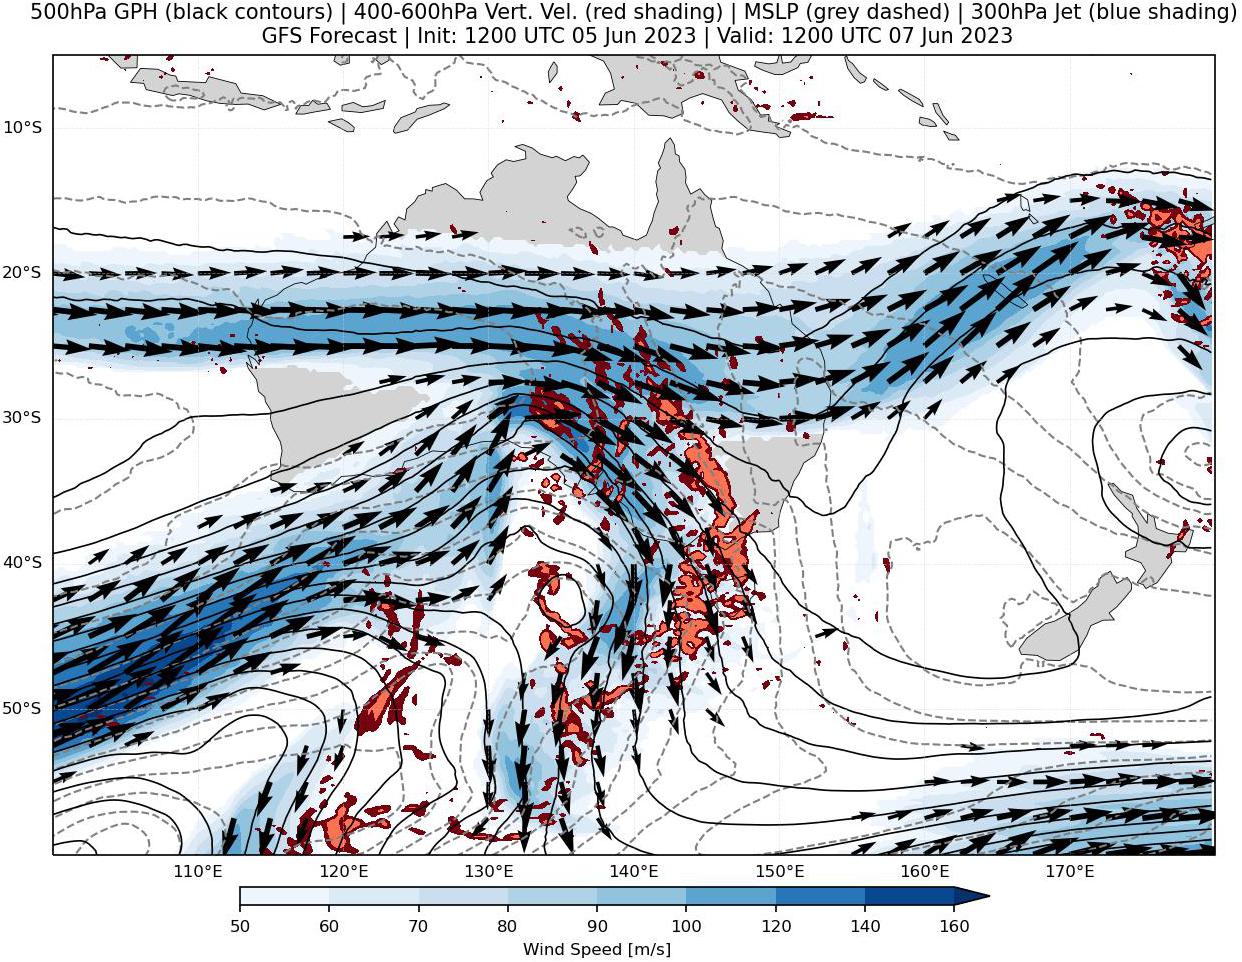 500hPa GPH (black contours) | 400-600hPa Vert. Vel. (red shading) | MSLP (grey dashed) | 300hPa Jet (blue shading)
GFS Forecast | Init: 1200 UTC 05 Jun 2023 | Valid: 1200 UTC 07 Jun 2023
10°S
20°S
30°S
40°S
50°S
110°E 120°E 130°E 140°E 150°E 160°E 170°E
50 60 70 80 90 100 120 140 160
Wind Speed [m/s]